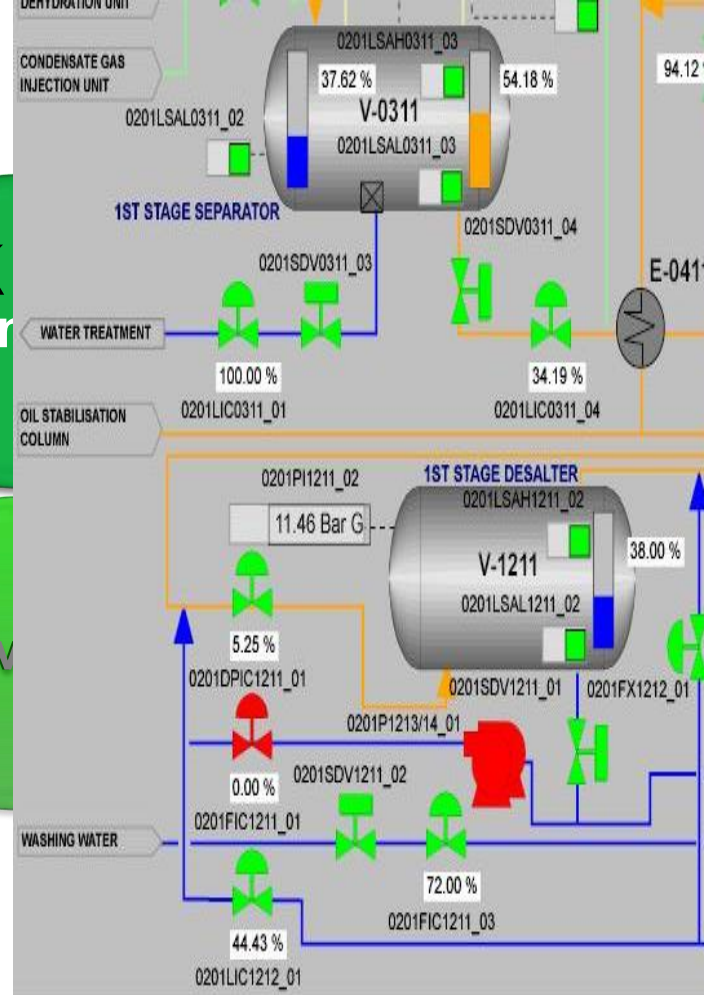 DEHYDRATION UNIT
CONDENSATE GAS
INJECTION UNIT
0201LSAH0311_03
37.62 %
54.18 %
94.12
0201LSAL0311_02
V-0311
0201LSAL0311_03
1ST STAGE SEPARATOR
0201SDV0311_04
0201SDV0311_03
E-0411
WATER TREATMENT
100.00 %
34.19 %
0201LIC0311_01
0201LIC0311_04
OIL STABILISATION
COLUMN
0201PI1211_02
1ST STAGE DESALTER
0201LSAH1211_02
11.46 Bar G
38.00 %
V-1211
0201LSAL1211_02
5.25 %
0201DPIC1211_01
0201SDV1211_01
0201FX1212_01
0201P1213/14_01
0.00 %
0201SDV1211_02
0201FIC1211_01
WASHING WATER
72.00 %
0201FIC1211_03
44.43 %
0201LIC1212_01